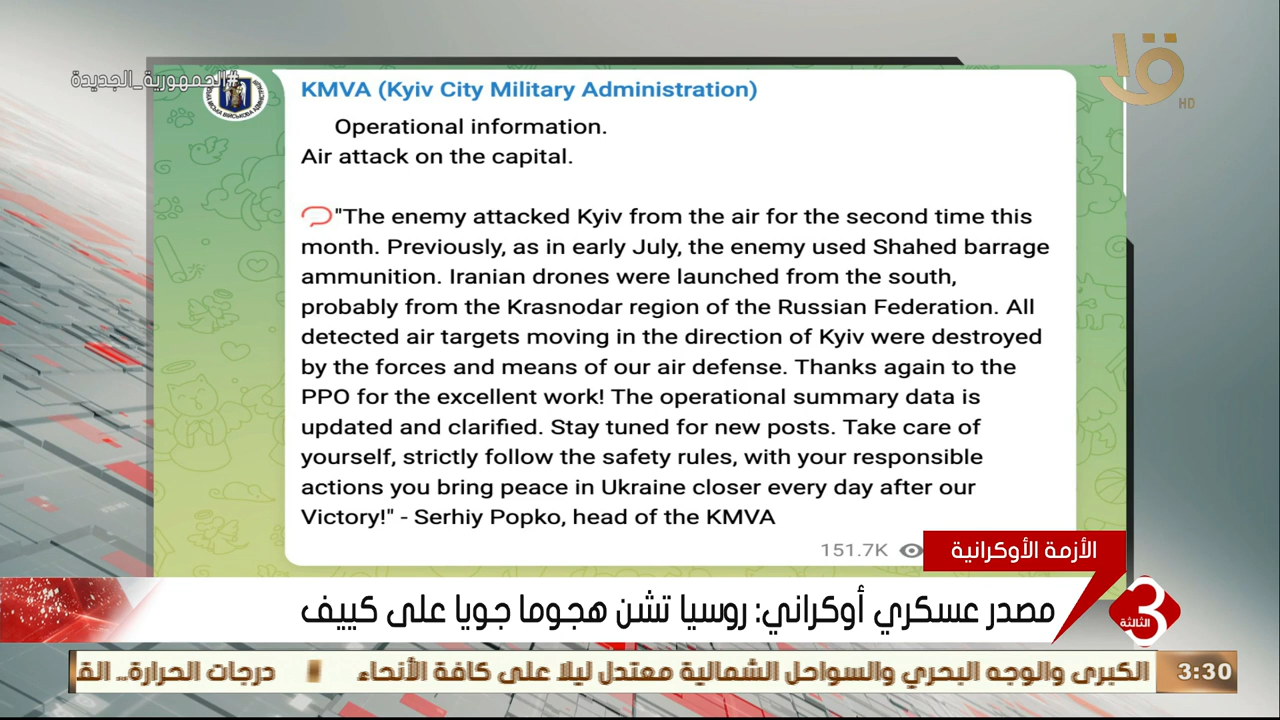 #الجمهورية_الجديدة
HD
KMVA (Kyiv City Military Administration)
Operational information.
Air attack on the capital.
"The enemy attacked Kyiv from the air for the second time this
month. Previously, as in early July, the enemy used Shahed barrage
ammunition. Iranian drones were launched from the south,
probably from the Krasnodar region of the Russian Federation. All
detected air targets moving in the direction of Kyiv were destroyed
by the forces and means of our air defense. Thanks again to the
PPO for the excellent work! The operational summary data is
updated and clarified. Stay tuned for new posts. Take care of
yourself, strictly follow the safety rules, with your responsible
actions you bring peace in Ukraine closer every day after our
Victory!" - Serhiy Popko, head of the KMVA
151.7K
الأزمة الأوكرانية
مصدر عسكري أوكراني: روسيا تشن هجوما جويا على كييف
3 الثالثة
الكبرى والوجه البحري والسواحل الشمالية معتدل ليلا على كافة الأنحاء درجات الحرارة.. الق
3:30